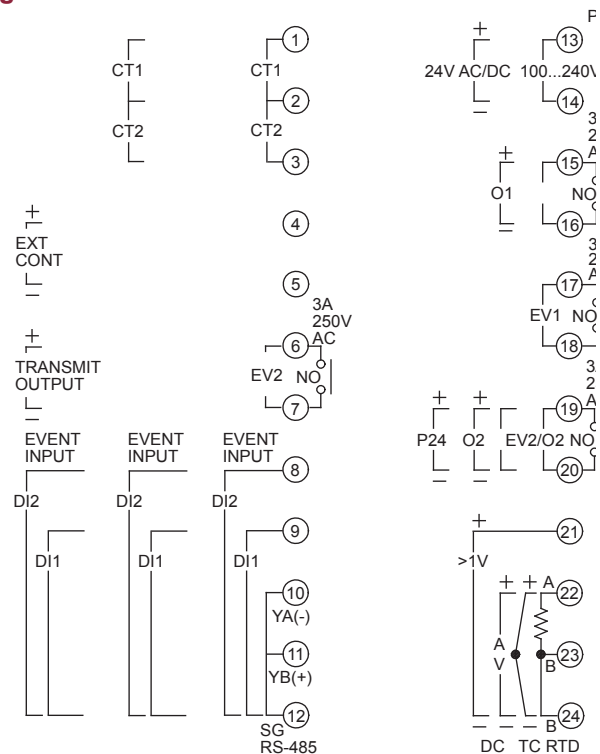 P
+
1
13
CT1
CT1
24V AC/DC
100...240V
2
14
−
3
2
CT2
CT2
A
3
+
15
O1
NO
16
−
+
4
EXT
CONT
3
2
A
−
5
17
3A
250V
AC
EV1
NO
+
6
18
TRANSMIT
OUTPUT
EV2
NO
3
2
A
−
7
+
+
19
EVENT
INPUT
EVENT
INPUT
EVENT
INPUT
P24
O2
EV2/O2
NO
8
−
−
20
DI2
DI2
DI2
+
9
21
DI1
DI1
DI1
>1V
+
+
A
10
22
YA(-)
A
V
11
B
23
YB(+)
12
B
24
SG
RS-485
−
−
−
DC
TC
RTD